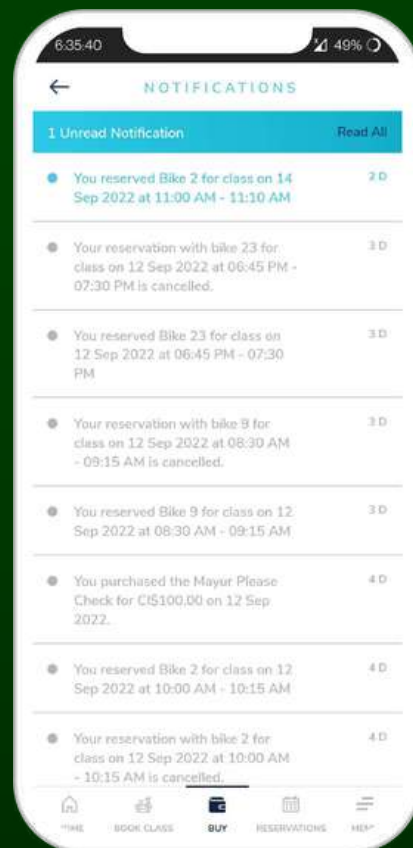 6:35:40
49%
NOTIFICATIONS
1 Unread Notification
Read All
You reserved Bike 2 for class on 14
2 D
Sep 2022 at 11:00 AM - 11:10 AM
Your reservation with bike 23 for
3 D
class on 12 Sep 2022 at 06:45 PM -
07:30 PM is cancelled.
You reserved Bike 23 for class on
3 D
12 Sep 2022 at 06:45 PM - 07:30
PM
Your reservation with bike 9 for
3 D
class on 12 Sep 2022 at 08:30 AM
- 09:15 AM is cancelled.
You reserved Bike 9 for class on 12
3 D
Sep 2022 at 08:30 AM - 09:15 AM
You purchased the Mayur Please
4 D
Check for CI$100.00 on 12 Sep
2022.
You reserved Bike 2 for class on 12
4 D
Sep 2022 at 10:00 AM - 10:15 AM
Your reservation with bike 2 for
4 D
class on 12 Sep 2022 at 10:00 AM
- 10:15 AM is cancelled.
BOOK CLASS
BUY
RESERVATIONS